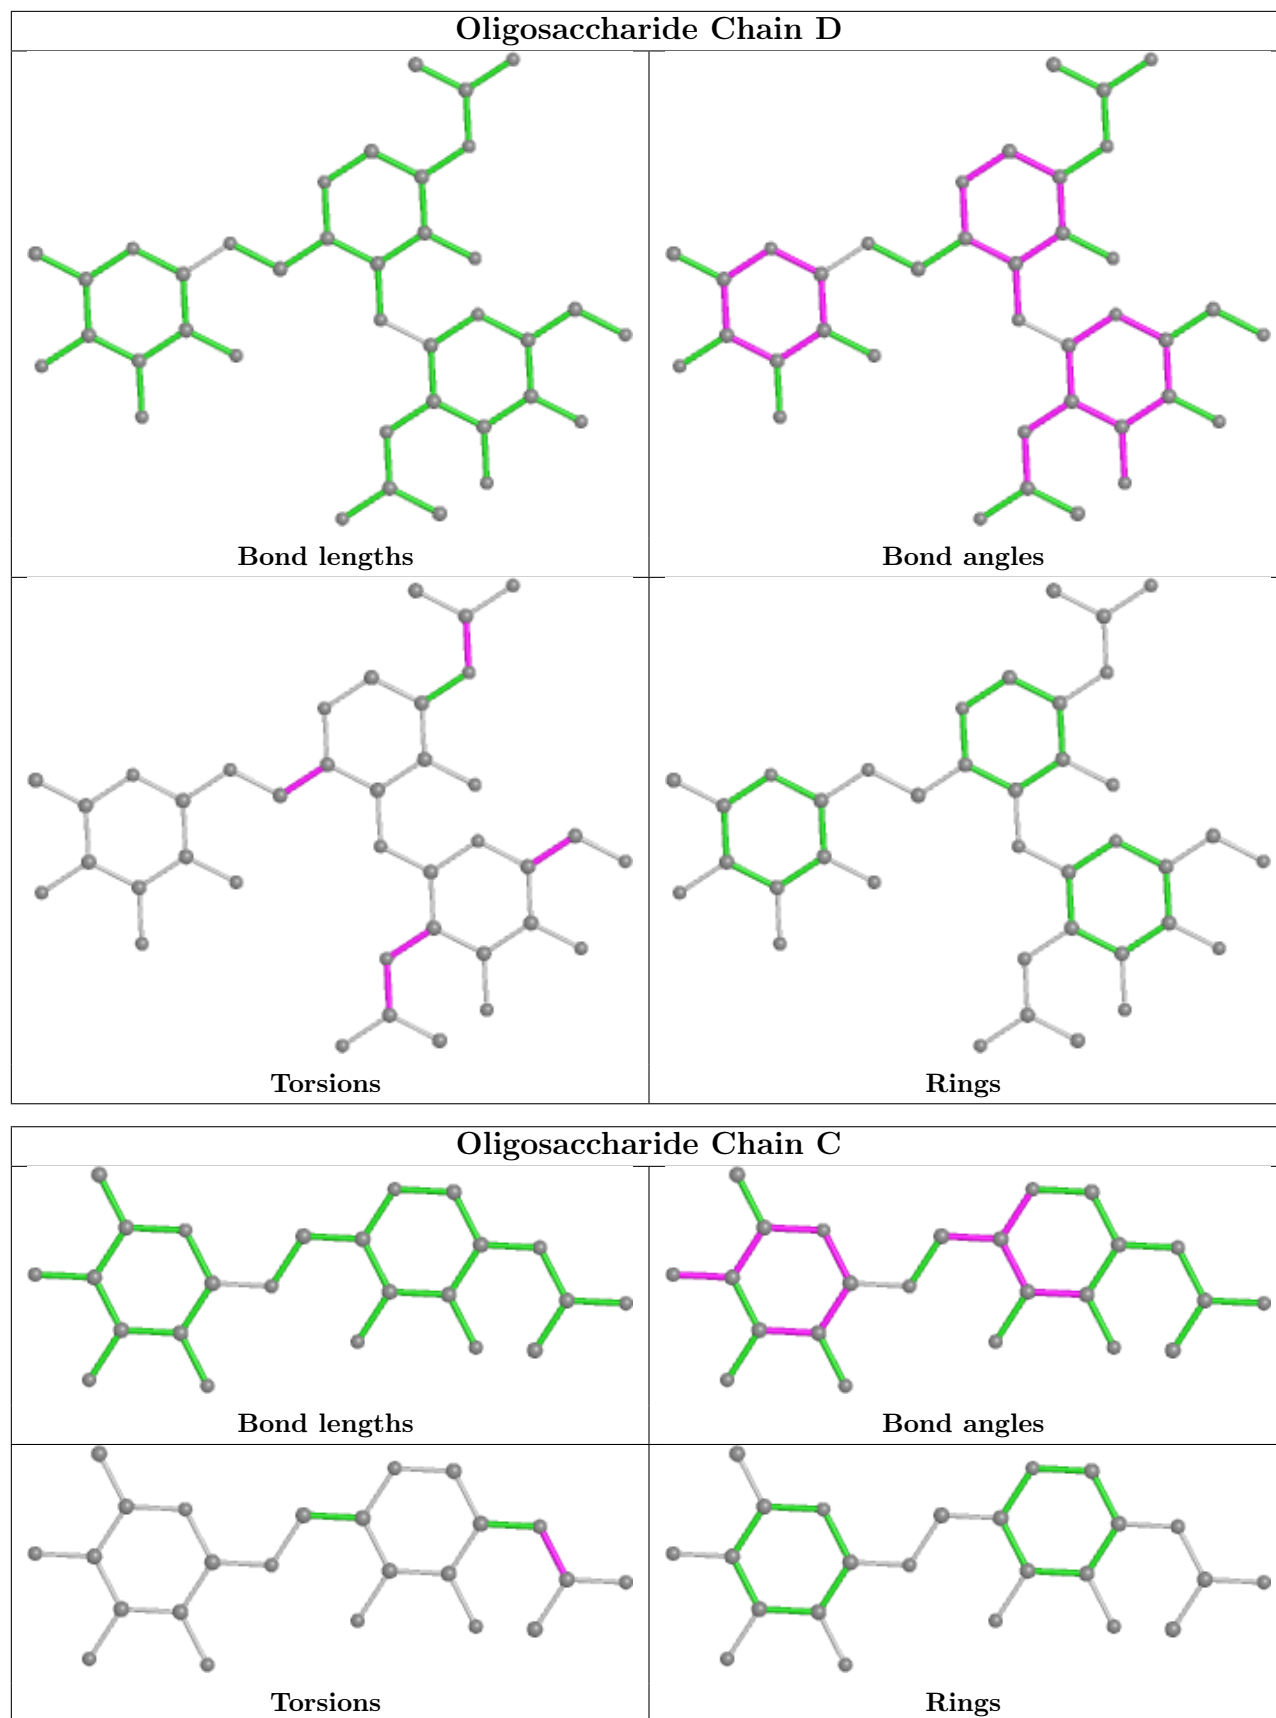 Oligosaccharide Chain D
Bond lengths
Bond angles
Torsions
Rings
Oligosaccharide Chain C
Bond lengths
Bond angles
Torsions
Rings